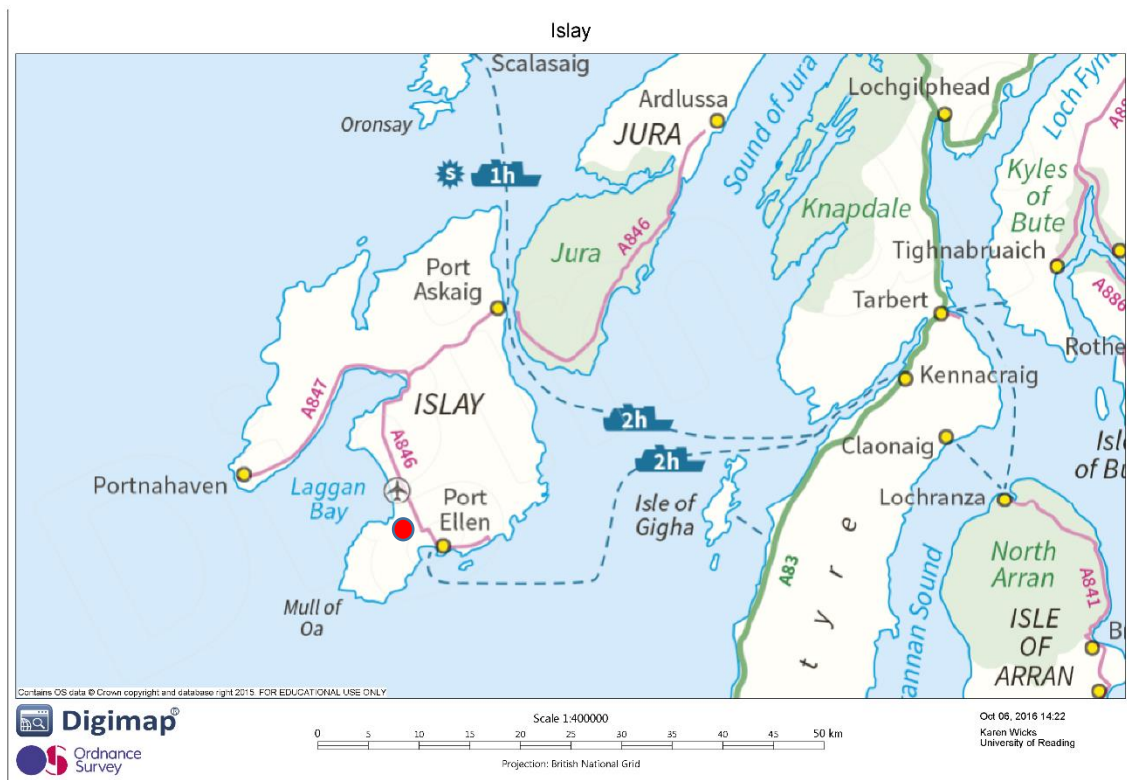 Islay
Scalasaig
Oronsay
Ardlussa
JURA
Sound of Jura
Lochgilphead
Loch Fyn
A88
S
1h
Kyles
of
Bute
Knapdale
Tighnabruaich
Jura
A846
Port
Askaig
Tarbert
A886
Rothe
Kennacraig
A847
ISLAY
2h
2h
Claonaig
Isl
of Bu
A846
Portnahaven
Laggan
Bay
Port
Ellen
Isle of
Gigha
Lochranza
North
Arran
A83
A841
Mull of
Oa
t y r e
annan Sound
ISLE
OF
ARRAN
B
Contains OS data © Crown copyright and database right 2015. FOR EDUCATIONAL USE ONLY
Digimap®
Ordnance
Survey
Scale 1:400000
0 5 10 15 20 25 30 35 40 45 50 km
Projection: British National Grid
Oct 06, 2016 14:22
Karen Wicks
University of Reading